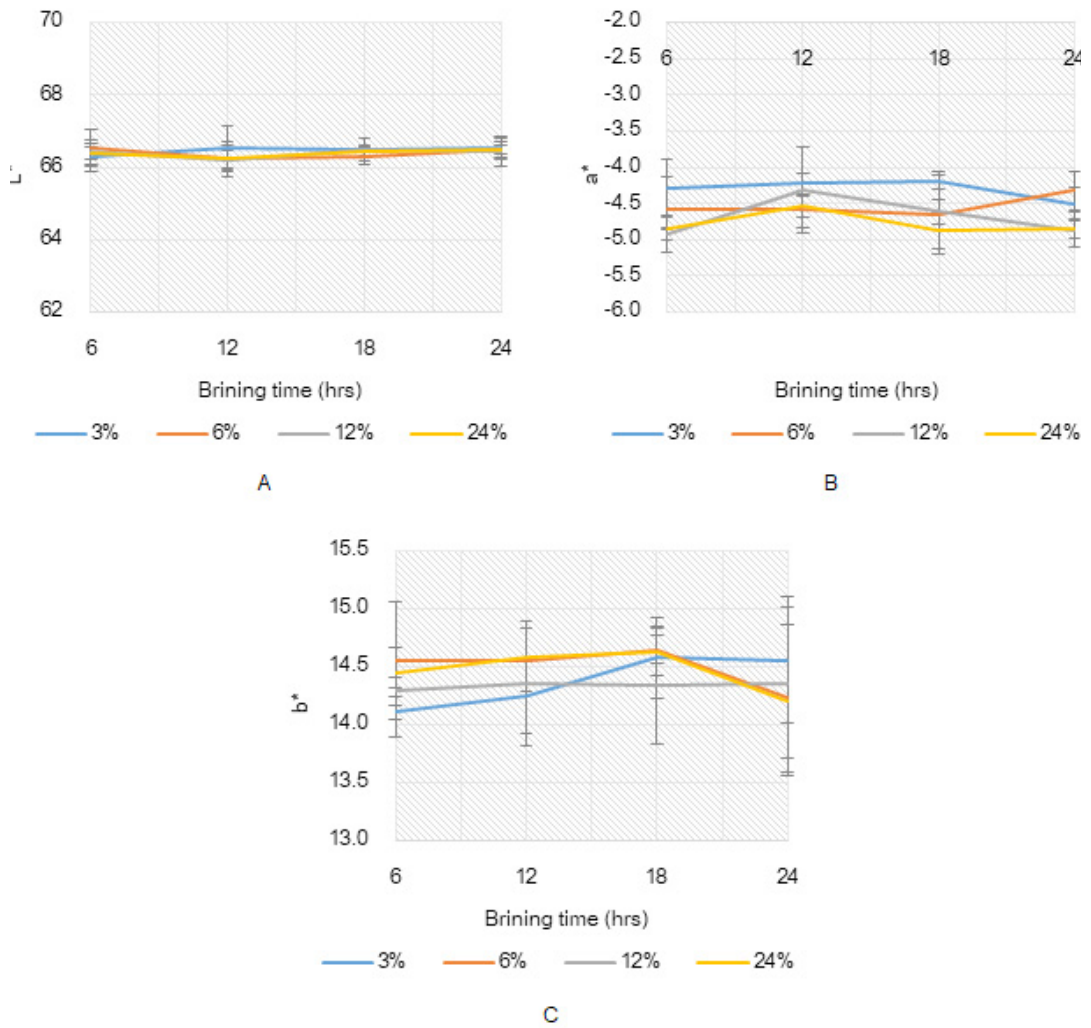 70
68
66
64
62
6 12 18 24
Brining time (hrs)
3% 6% 12% 24%
A
-2.0
-2.5
-3.0
-3.5
-4.0
-4.5
-5.0
-5.5
-6.0
a*
6 12 18 24
Brining time (hrs)
3% 6% 12% 24%
B
15.5
15.0
14.5
14.0
13.5
13.0
b*
6 12 18 24
Brining time (hrs)
3% 6% 12% 24%
C